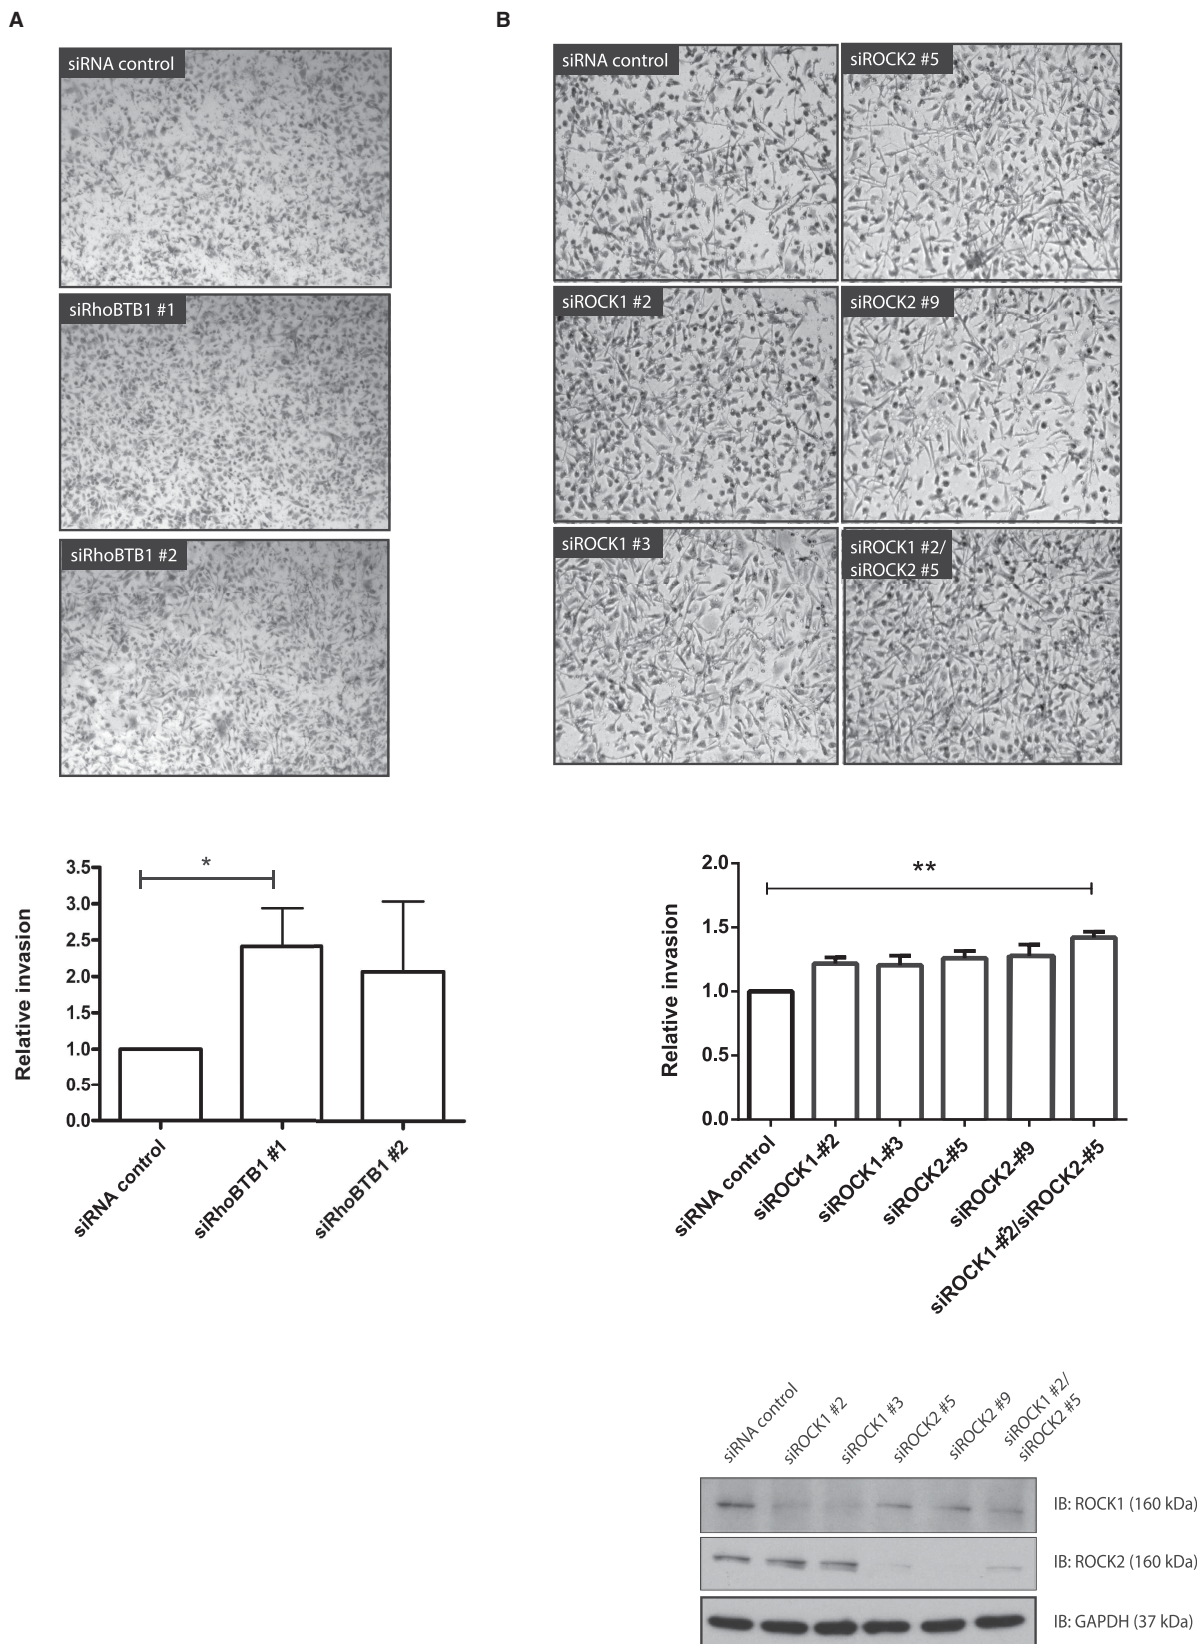 A
siRNA control
siRhoBTB1 #1
siRhoBTB1 #2
*
Relative invasion
3.5
3.0
2.5
2.0
1.5
1.0
0.5
0.0
siRNA control
siRhoBTB1 #1
siRhoBTB1 #2
B
siRNA control
siROCK2 #5
siROCK1 #2
siROCK2 #9
siROCK1 #3
siROCK1 #2/
siROCK2 #5
**
Relative invasion
2.0
1.5
1.0
0.5
0.0
siRNA control
siROCK1-#2
siROCK1-#3
siROCK2-#5
siROCK2-#9
siROCK1-#2/siROCK2-#5
siRNA control
siROCK1 #2
siROCK1 #3
siROCK2 #5
siROCK2 #9
siROCK1 #2/
siROCK2 #5
IB: ROCK1 (160 kDa)
IB: ROCK2 (160 kDa)
IB: GAPDH (37 kDa)